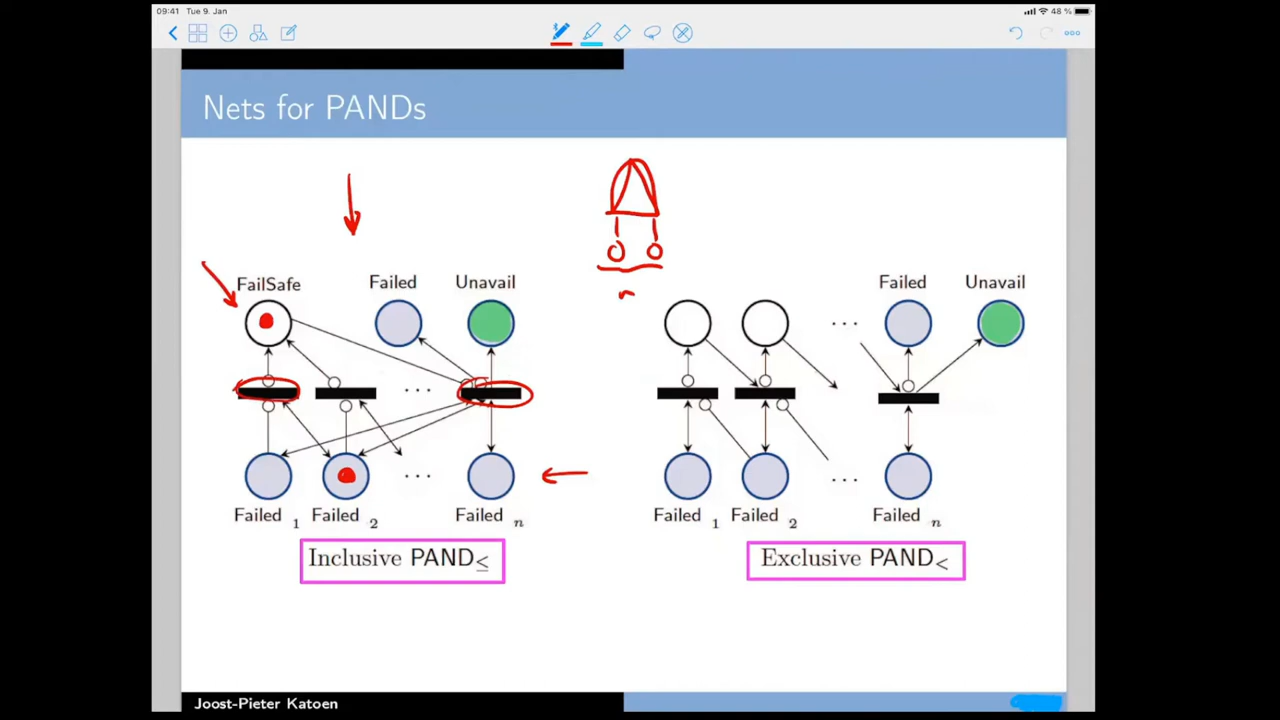 09:41 Tue 9. Jan
48 %
Nets for PANDs
FailSafe
Failed
Unavail
Failed
Unavail
n
...
...
...
...
Failed 1
Failed 2
Failed n
Failed 1
Failed 2
Failed n
Inclusive PAND≤
Exclusive PAND<
Joost-Pieter Katoen